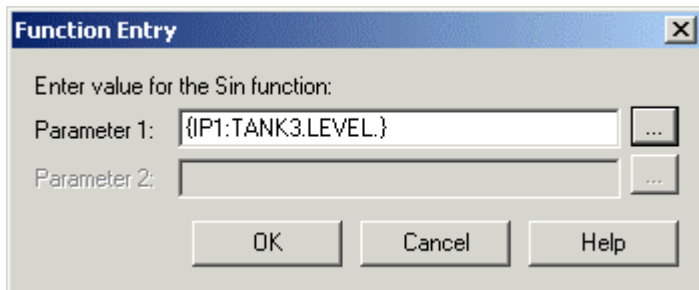 Function Entry
Enter value for the Sin function:
Parameter 1: {IP1:TANK3.LEVEL.} ...
Parameter 2: ...
OK Cancel Help